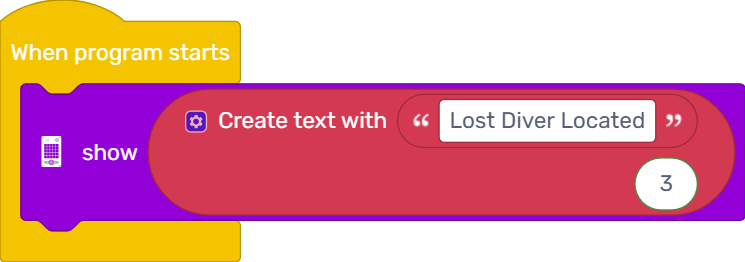 When program starts
show Create text with “ Lost Diver Located ”
3